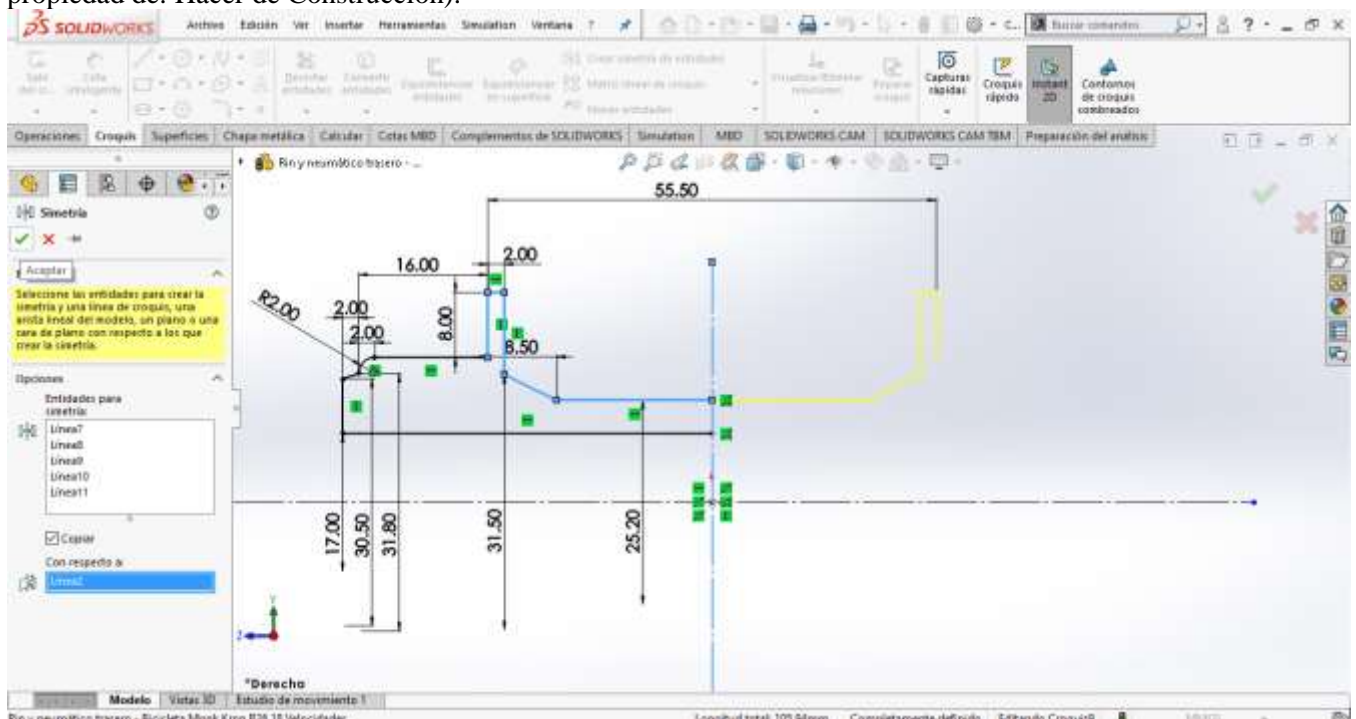 propiedad de: Hacer de Construcción).
SOLIDWORKS Archivo Edición Ver Insertar Herramientas Simulation Ventana ? Buscar comandos
Capturas rápidas
Croquis rápido
Instant 2D
Contornos de croquis combinados
Operaciones Croquis Superficies Chapa metálica Calcular Cotas MBD Complementos de SOLIDWORKS Simulation MBD SOLIDWORKS CAM SOLIDWORKS CAM TBM Preparación del análisis
Rin y neumático trasero - ...
Simetría
Aceptar
Seleccione las entidades para crear la
simetría y una línea de croquis, una
arista lineal del modelo, un plano o una
cara de plano con respecto a los que
crear la simetría.
Opciones
Entidades para
simetría:
Línea7
Línea8
Línea9
Línea10
Línea11
Copiar
Con respecto a:
Línea2
55.50
2.00
16.00
R2.00
2.00
2.00
8.00
8.50
17.00
30.50
31.80
31.50
25.20
Y
Z
*Derecha
Modelo Vistas 3D Estudio de movimiento 1
Completamente definido Editando Croquis9